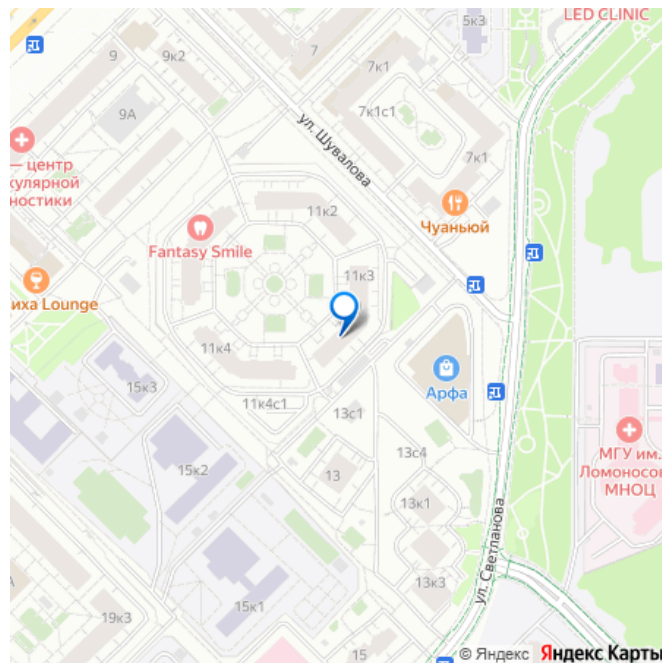 LED CLINIC
5к3
9
7
7к1
7к1с1
9А
ул. Шувалова
— центр
кулярной
ностики
7к1
11к2
Чуаньюй
Fantasy Smile
11к3
иха Lounge
11к4
Арфа
15к3
11к4с1
13с1
МГУ им.
Ломоносов
МНОЦ
13с4
15к2
13
13к1
ул. Светланова
13к3
15к1
19к3
15
© Яндекс Яндекс Карты